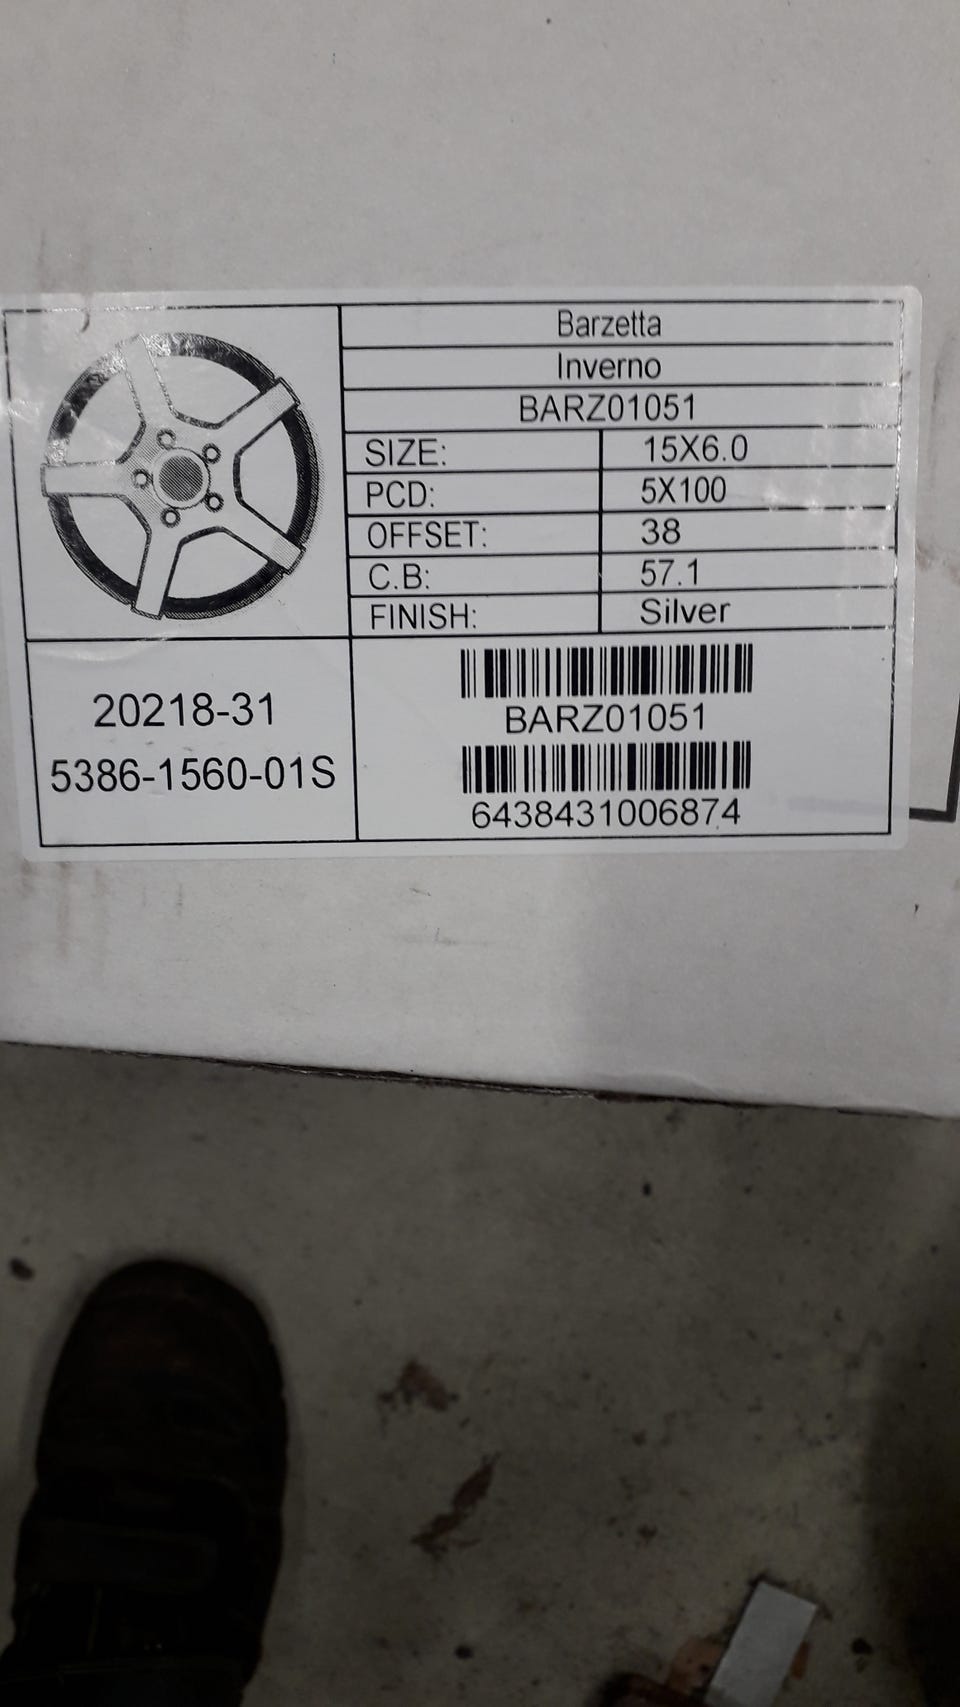 Barzetta
Inverno
BARZ01051
SIZE: 15X6.0
PCD: 5X100
OFFSET: 38
C.B: 57.1
FINISH: Silver
20218-31
5386-1560-01S
BARZ01051
6438431006874